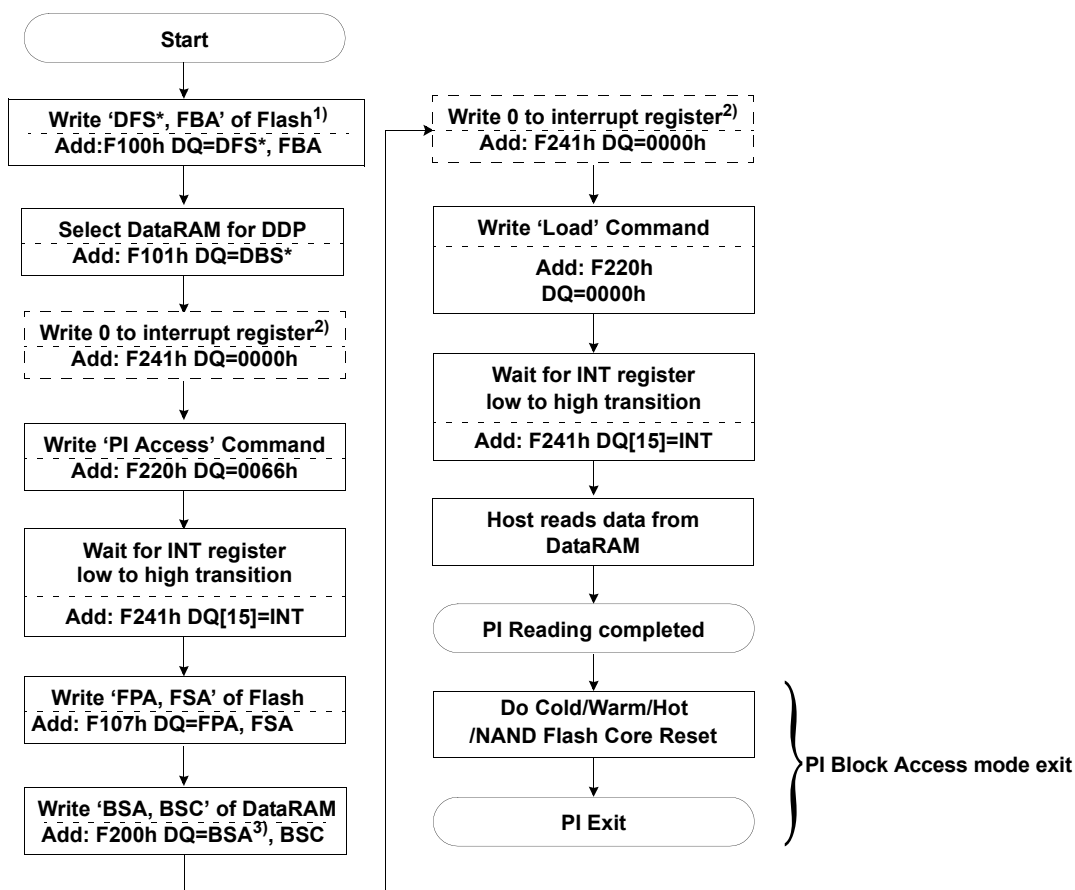 Start
Write ‘DFS*, FBA’ of Flash1)
Add:F100h DQ=DFS*, FBA
Select DataRAM for DDP
Add: F101h DQ=DBS*
Write 0 to interrupt register2)
Add: F241h DQ=0000h
Write ‘PI Access’ Command
Add: F220h DQ=0066h
Wait for INT register
low to high transition
Add: F241h DQ[15]=INT
Write ‘FPA, FSA’ of Flash
Add: F107h DQ=FPA, FSA
Write ‘BSA, BSC’ of DataRAM
Add: F200h DQ=BSA3), BSC
Write 0 to interrupt register2)
Add: F241h DQ=0000h
Write ‘Load’ Command
Add: F220h
DQ=0000h
Wait for INT register
low to high transition
Add: F241h DQ[15]=INT
Host reads data from
DataRAM
PI Reading completed
Do Cold/Warm/Hot
/NAND Flash Core Reset
PI Exit
PI Block Access mode exit